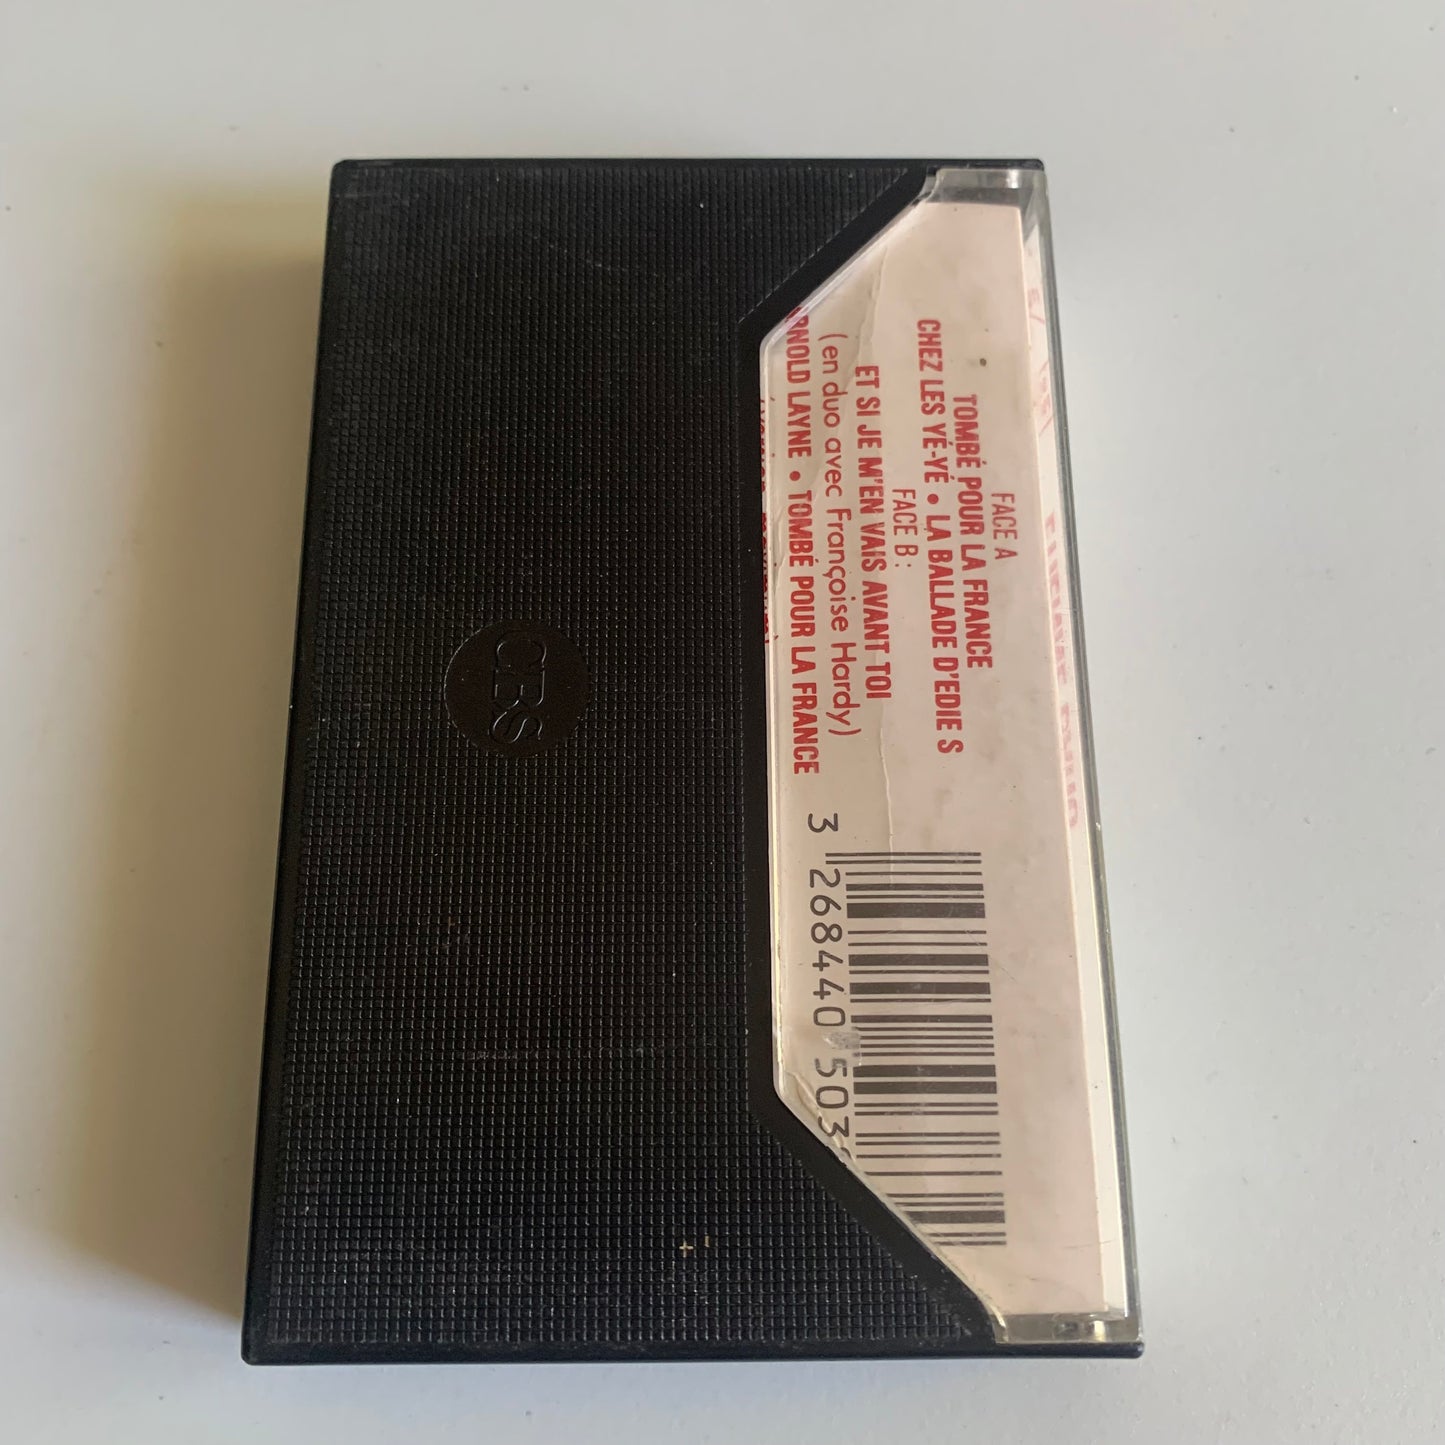 FACE A
TOMBÉ POUR LA FRANCE
CHEZ LES YÉ-YÉ • LA BALLADE D'EDIE S
FACE B :
ET SI JE M'EN VAIS AVANT TOI
(en duo avec Françoise Hardy)
ARNOLD LAYNE • TOMBÉ POUR LA FRANCE
3 268440 503
CBS